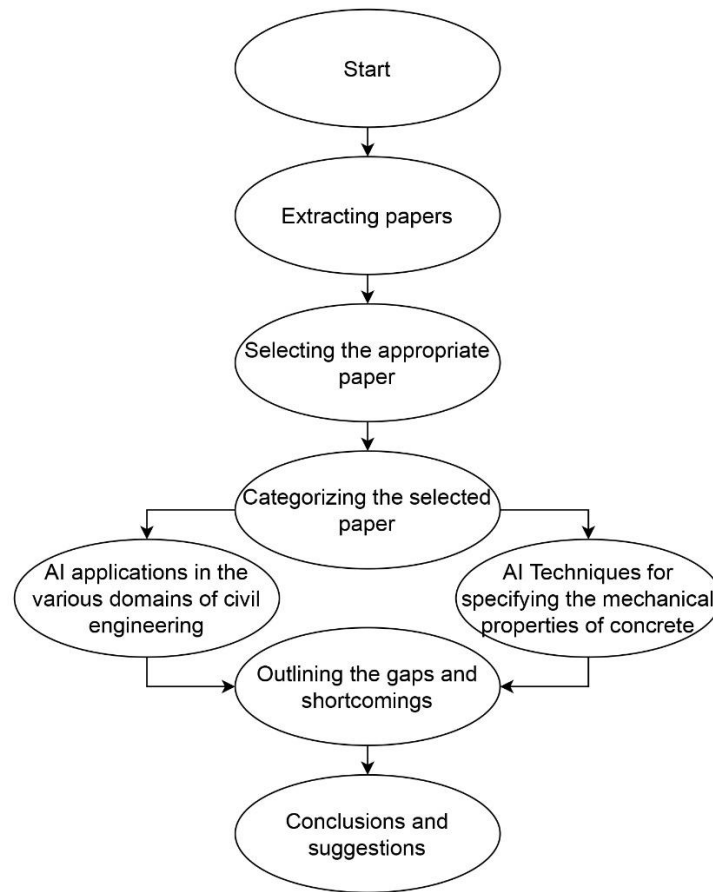 Start
Extracting papers
Selecting the appropriate
paper
Categorizing the selected
paper
AI applications in the
various domains of civil
engineering
AI Techniques for
specifying the mechanical
properties of concrete
Outlining the gaps and
shortcomings
Conclusions and
suggestions